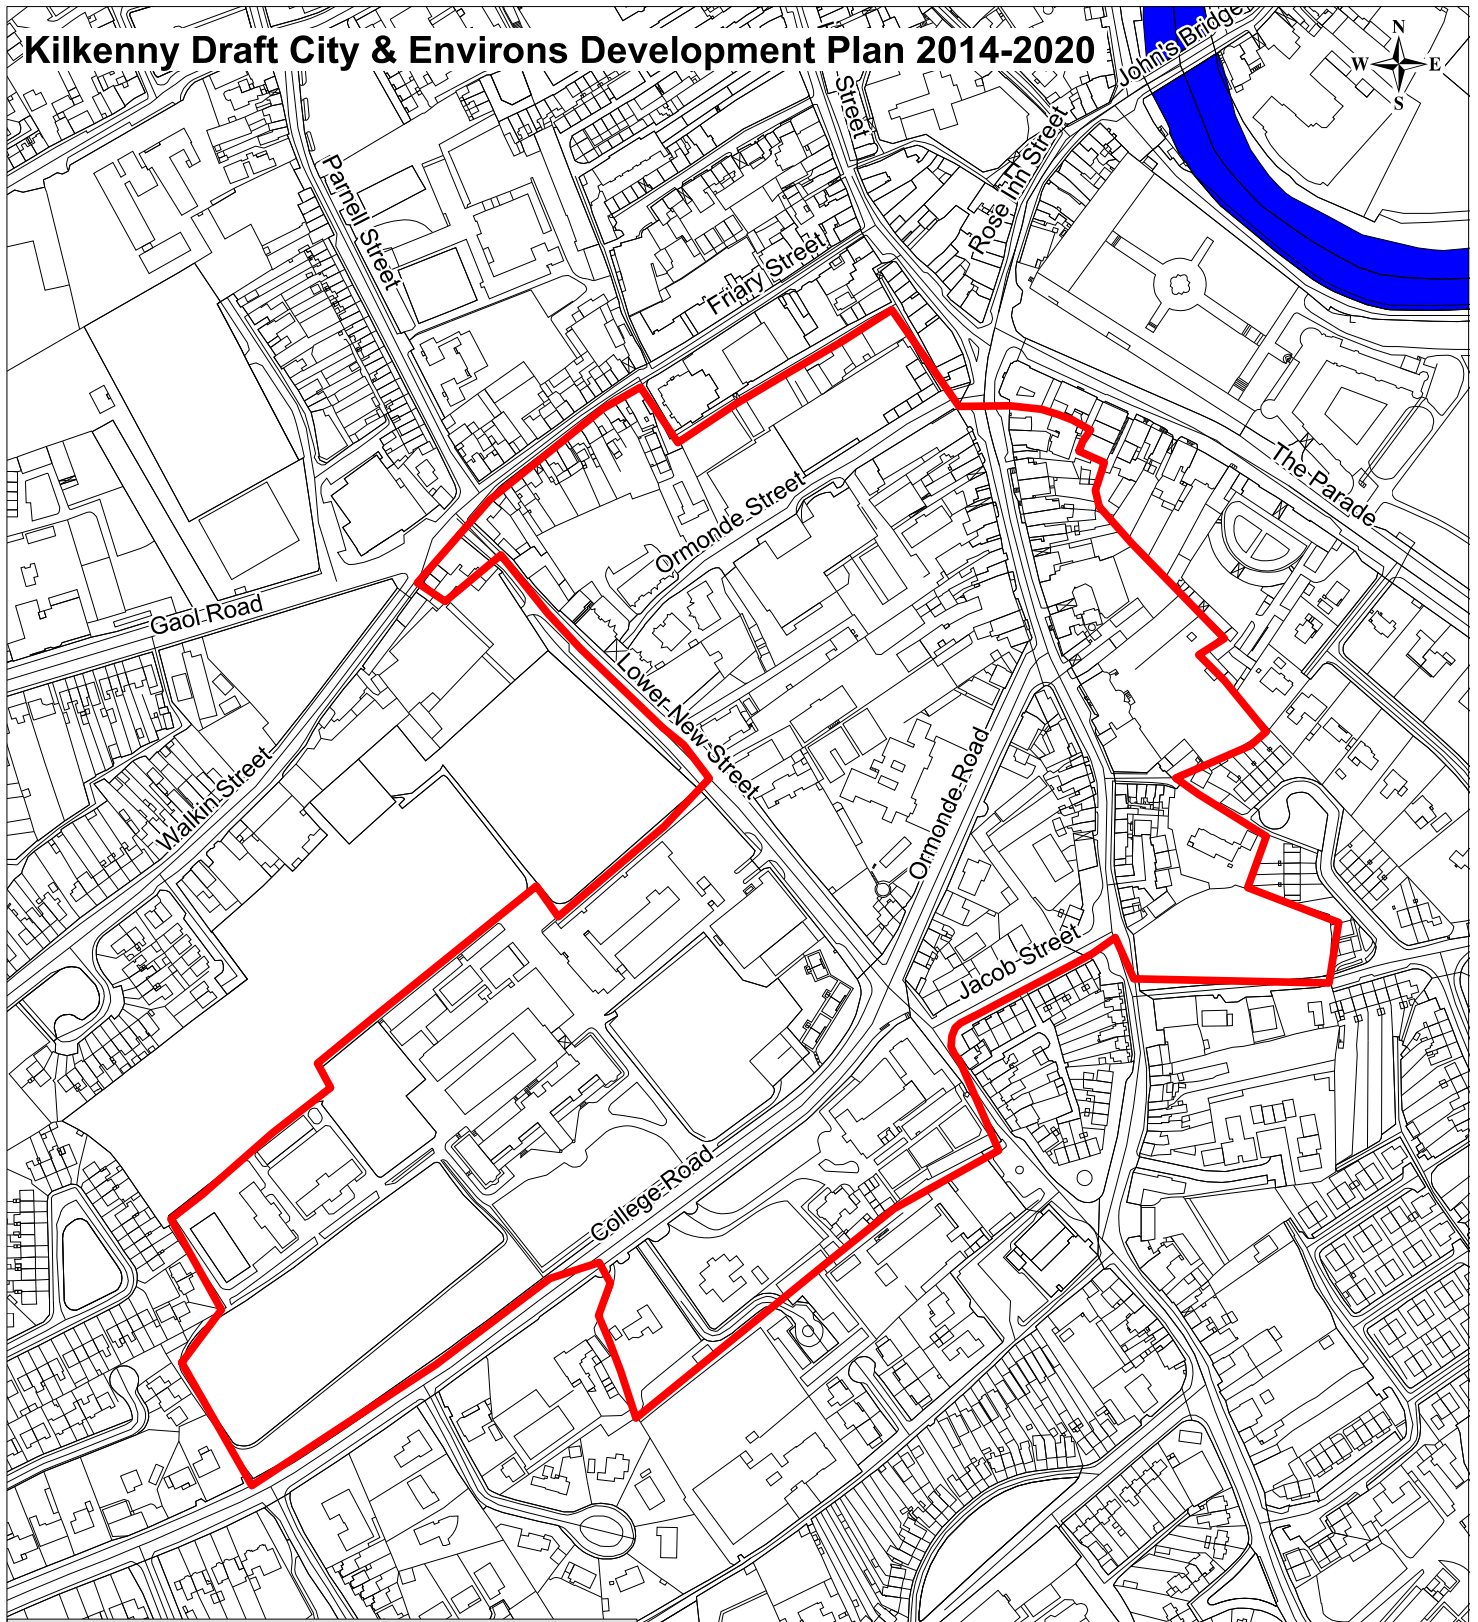 Kilkenny Draft City & Environs Development Plan 2014-2020
John's Bridge
N
W
E
S
Street
Rose Inn Street
Parnell Street
Friary Street
The Parade
Ormonde Street
Gaol Road
Lower New Street
Walkin Street
Ormonde Road
Jacob Street
College Road